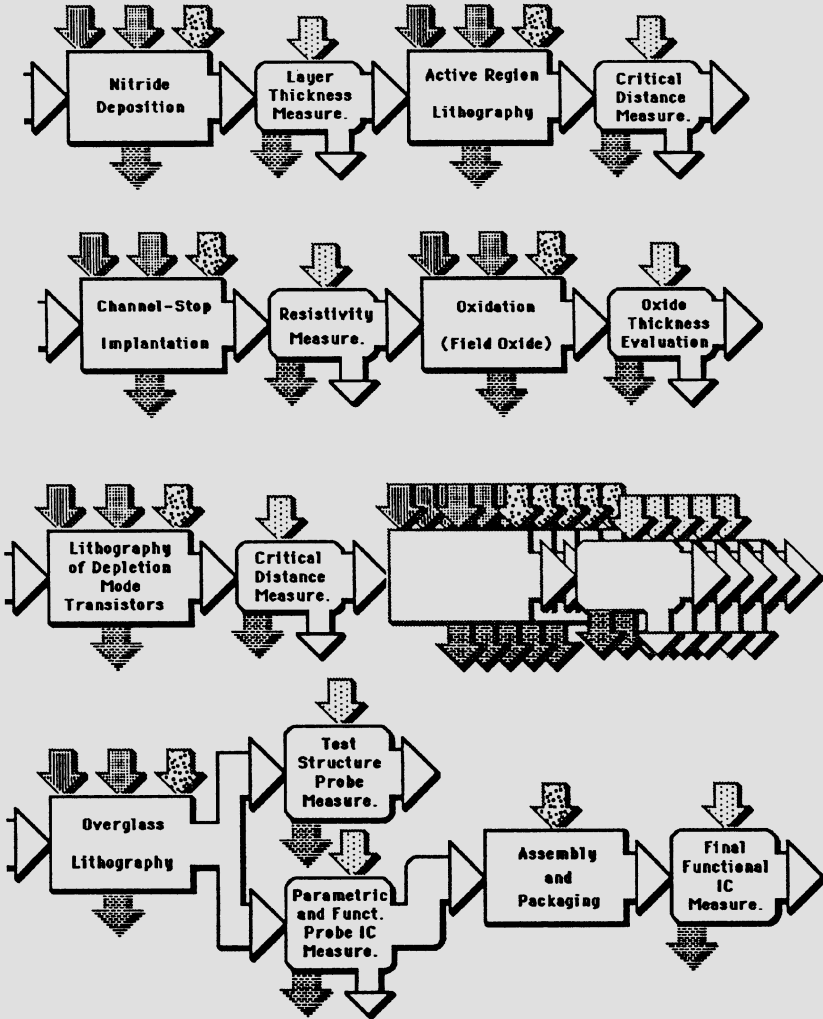 Nitride
Deposition
Layer
Thickness
Measure.
Active Region
Lithography
Critical
Distance
Measure.
Channel-Stop
Implantation
Resistivity
Measure.
Oxidation
(Field Oxide)
Oxide
Thickness
Evaluation
Lithography
of Depletion
Mode
Transistors
Critical
Distance
Measure.
Overglass
Lithography
Test
Structure
Probe
Measure.
Parametric
and Funct.
Probe IC
Measure.
Assembly
and
Packaging
Final
Functional
IC
Measure.